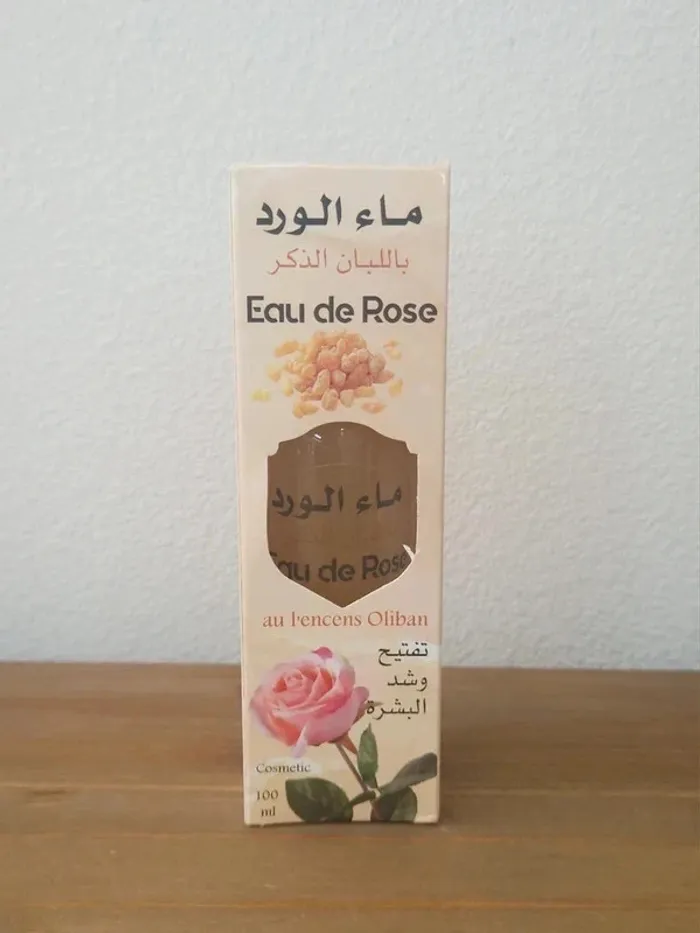 ماء الورد
باللبان الذكر
Eau de Rose
ماء الورد
Eau de Rose
au l'encens Oliban
تفتيح
وشد
البشرة
Cosmetic
100
ml